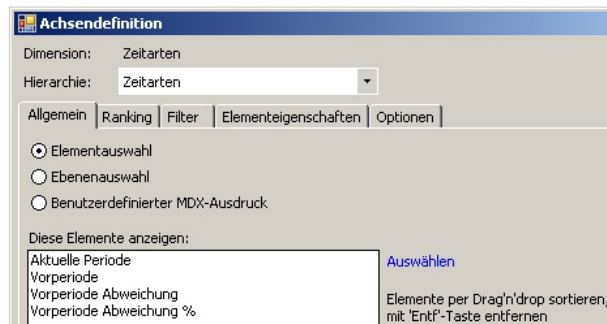 Achsendefinition
Dimension: Zeitarten
Hierarchie: Zeitarten
Allgemein Ranking Filter Elementeigenschaften Optionen
Elementauswahl
Ebenenauswahl
Benutzerdefinierter MDX-Ausdruck
Diese Elemente anzeigen:
Aktuelle Periode
Vorperiode
Vorperiode Abweichung
Vorperiode Abweichung %
Auswählen
Elemente per Drag'n'drop sortieren,
mit 'Entf'-Taste entfernen